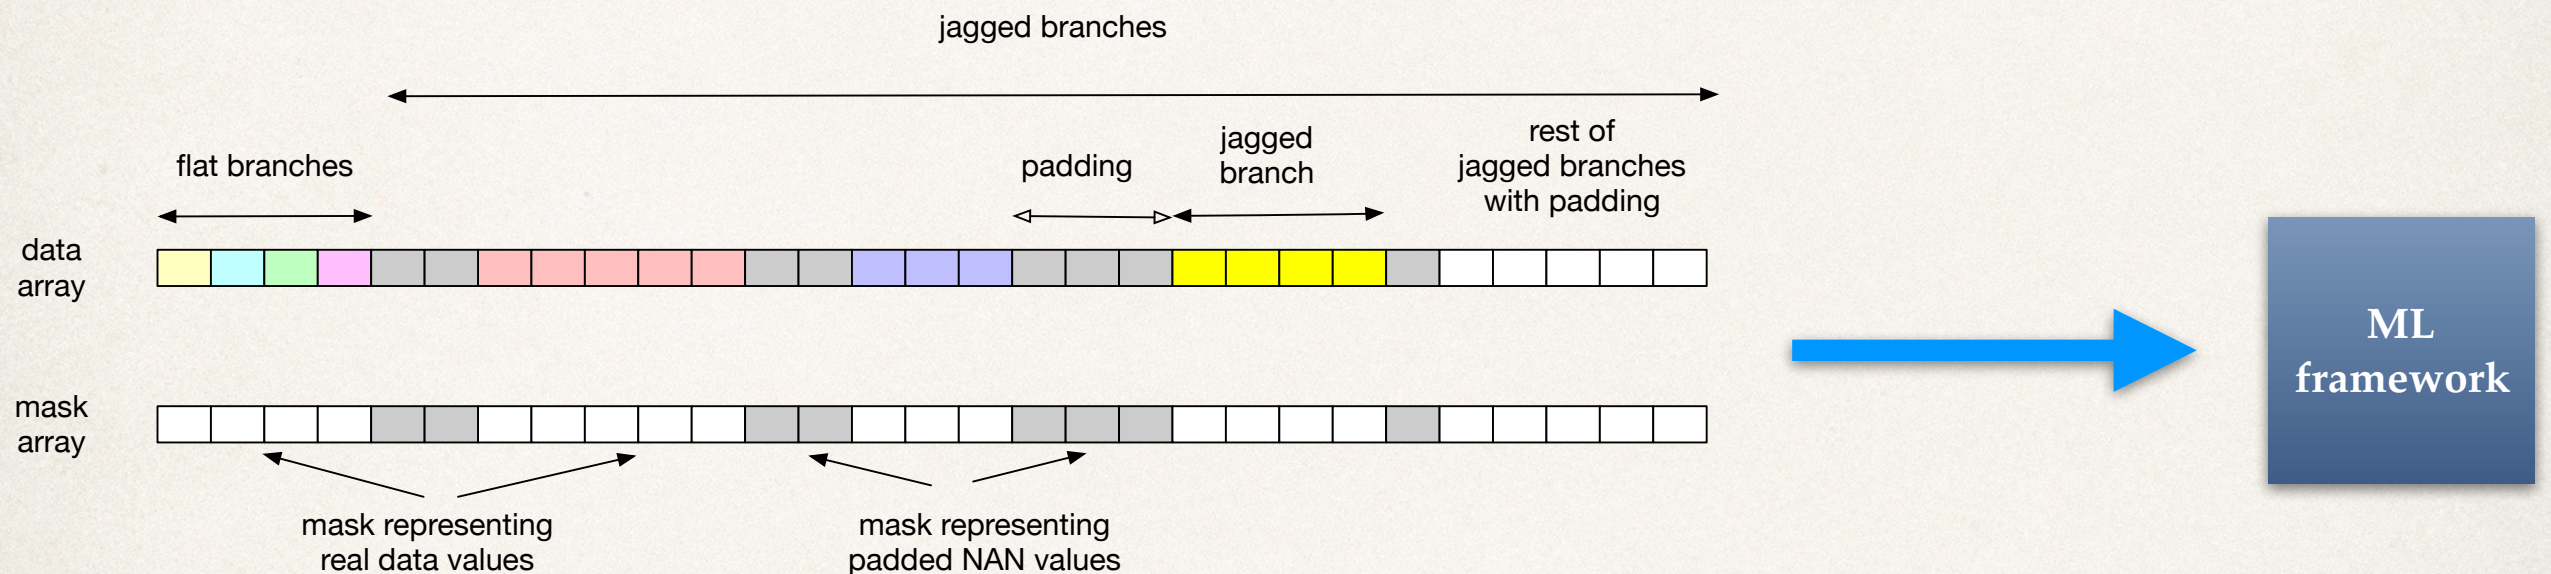 jagged branches
flat branches
padding
jagged
branch
rest of
jagged branches
with padding
data
array
mask
array
mask representing
real data values
mask representing
padded NAN values
ML
framework